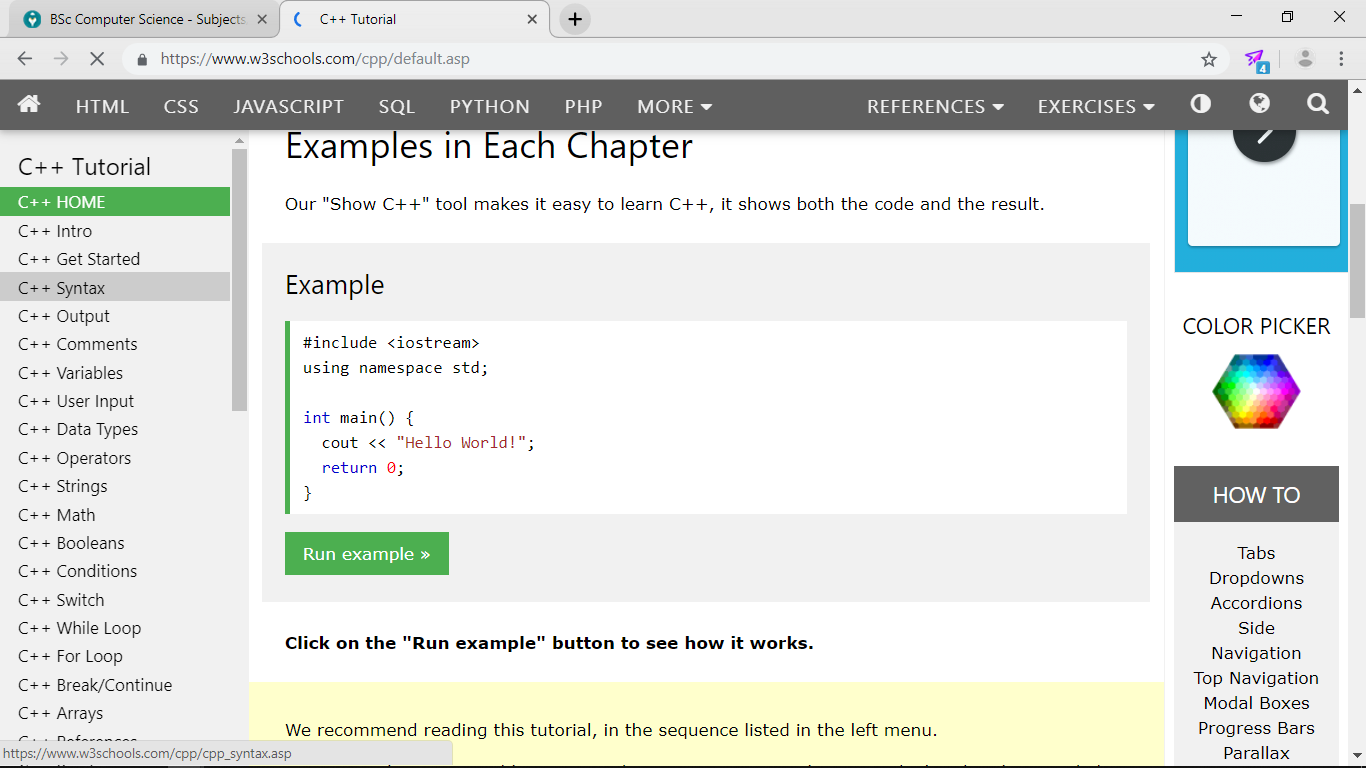 BSc Computer Science - Subjects
C++ Tutorial
https://www.w3schools.com/cpp/default.asp
4
HTML CSS JAVASCRIPT SQL PYTHON PHP MORE REFERENCES EXERCISES
C++ Tutorial
C++ HOME
C++ Intro
C++ Get Started
C++ Syntax
C++ Output
C++ Comments
C++ Variables
C++ User Input
C++ Data Types
C++ Operators
C++ Strings
C++ Math
C++ Booleans
C++ Conditions
C++ Switch
C++ While Loop
C++ For Loop
C++ Break/Continue
C++ Arrays
C++ References
https://www.w3schools.com/cpp/cpp_syntax.asp
Examples in Each Chapter
Our "Show C++" tool makes it easy to learn C++, it shows both the code and the result.
Example
#include <iostream>
using namespace std;
int main() {
cout << "Hello World!";
return 0;
}
Run example »
Click on the "Run example" button to see how it works.
We recommend reading this tutorial, in the sequence listed in the left menu.
COLOR PICKER
HOW TO
Tabs
Dropdowns
Accordions
Side
Navigation
Top Navigation
Modal Boxes
Progress Bars
Parallax